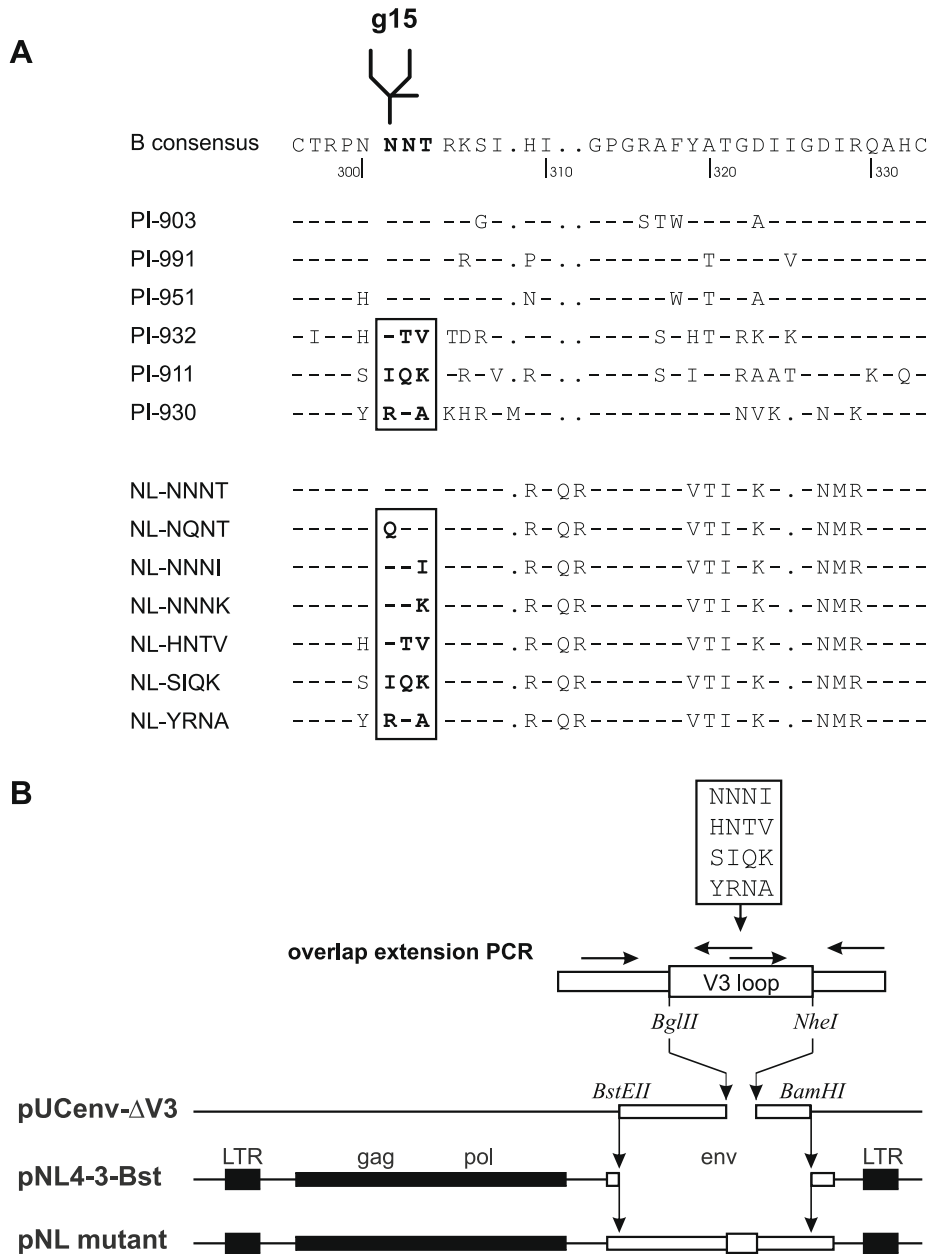 A
g15
B consensus CTRPN NNT RKSI.HI..GPGRAFYATGDIIGDIRQAHC
300 310 320 330
PI-903 ----- --- --G-.--..---STW----A----------
PI-991 ----- --- -R--.P-..-------T----V--------
PI-951 ----H --- ----.N-..-----W-T--A----------
PI-932 -I--H -TV TDR-.--..----S-HT-RK-K--------
PI-911 ----S IQK -R-V.R-..----S-I--RAAT----K-Q--
PI-930 ----Y R-A KHR-M--..---------NVK.-N-K-----
NL-NNNT ----- --- ----.R-QR------VTI-K-.-NMR----
NL-NQNT ----- Q-- ----.R-QR------VTI-K-.-NMR----
NL-NNNI ----- --I ----.R-QR------VTI-K-.-NMR----
NL-NNNK ----- --K ----.R-QR------VTI-K-.-NMR----
NL-HNTV ----H -TV ----.R-QR------VTI-K-.-NMR----
NL-SIQK ----S IQK ----.R-QR------VTI-K-.-NMR----
NL-YRNA ----Y R-A ----.R-QR------VTI-K-.-NMR----
B
NNNI
HNTV
SIQK
YRNA
overlap extension PCR
V3 loop
BglII NheI
BstEII BamHI
pUCenv-ΔV3
LTR gag pol env LTR
pNL4-3-Bst
pNL mutant